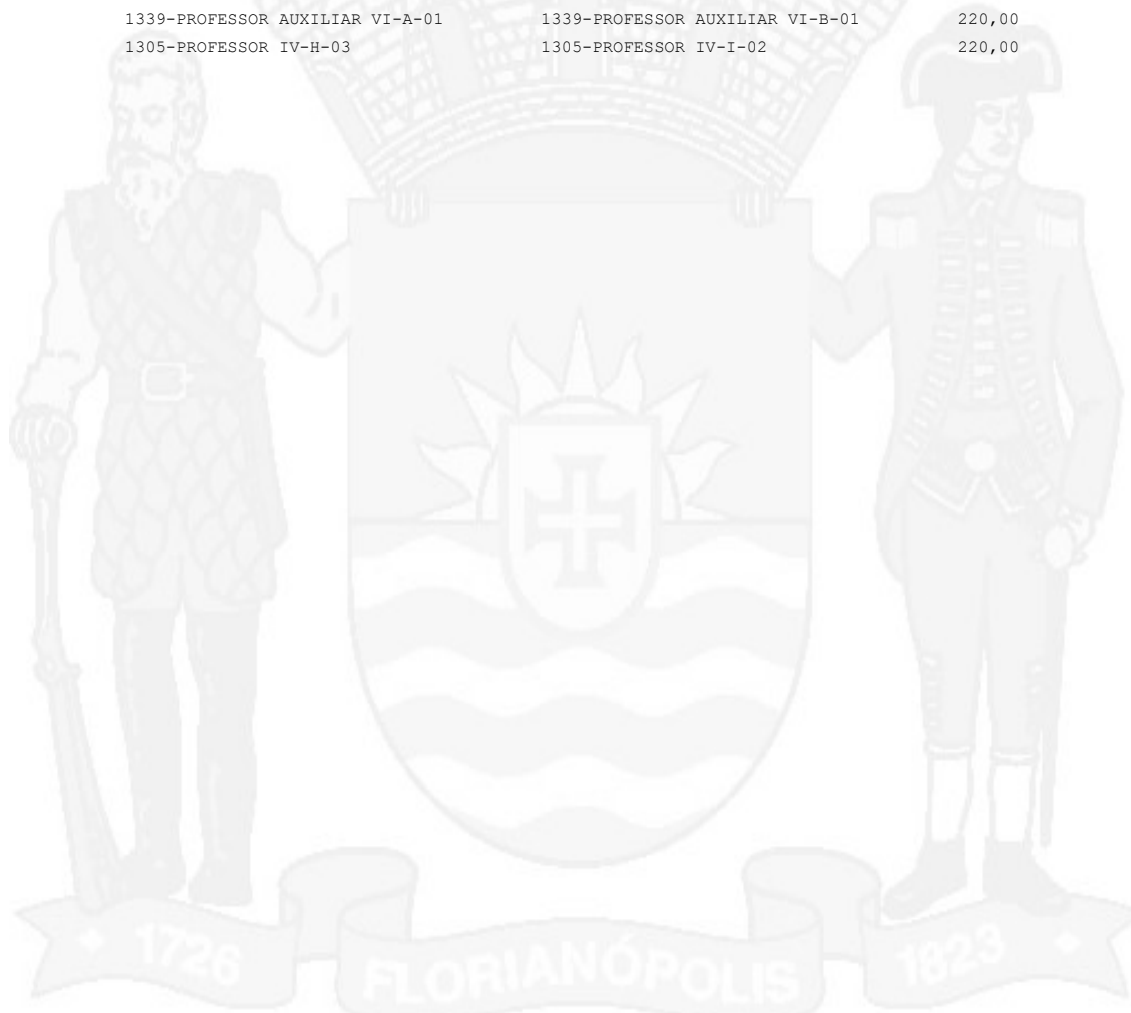 1339-PROFESSOR AUXILIAR VI-A-01 1339-PROFESSOR AUXILIAR VI-B-01 220,00
1305-PROFESSOR IV-H-03 1305-PROFESSOR IV-I-02 220,00
1726 FLORIANÓPOLIS 1823